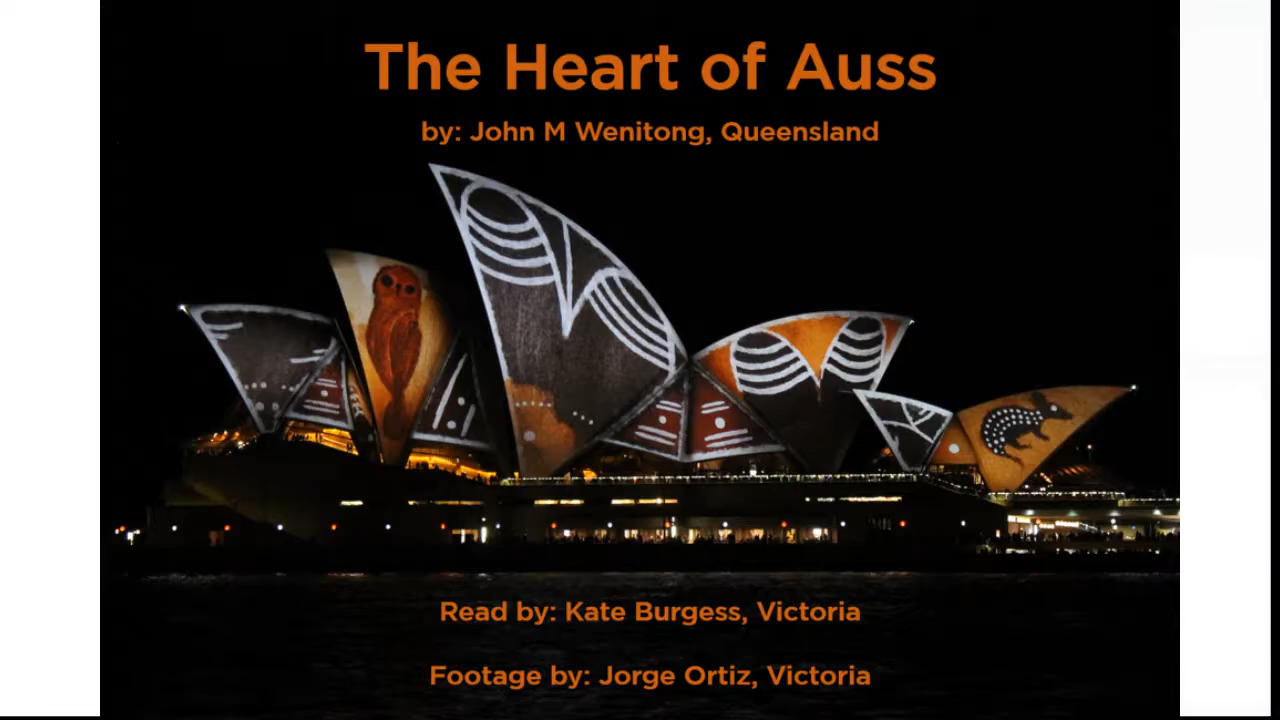 The Heart of Auss
by: John M Wenitong, Queensland
Read by: Kate Burgess, Victoria
Footage by: Jorge Ortiz, Victoria